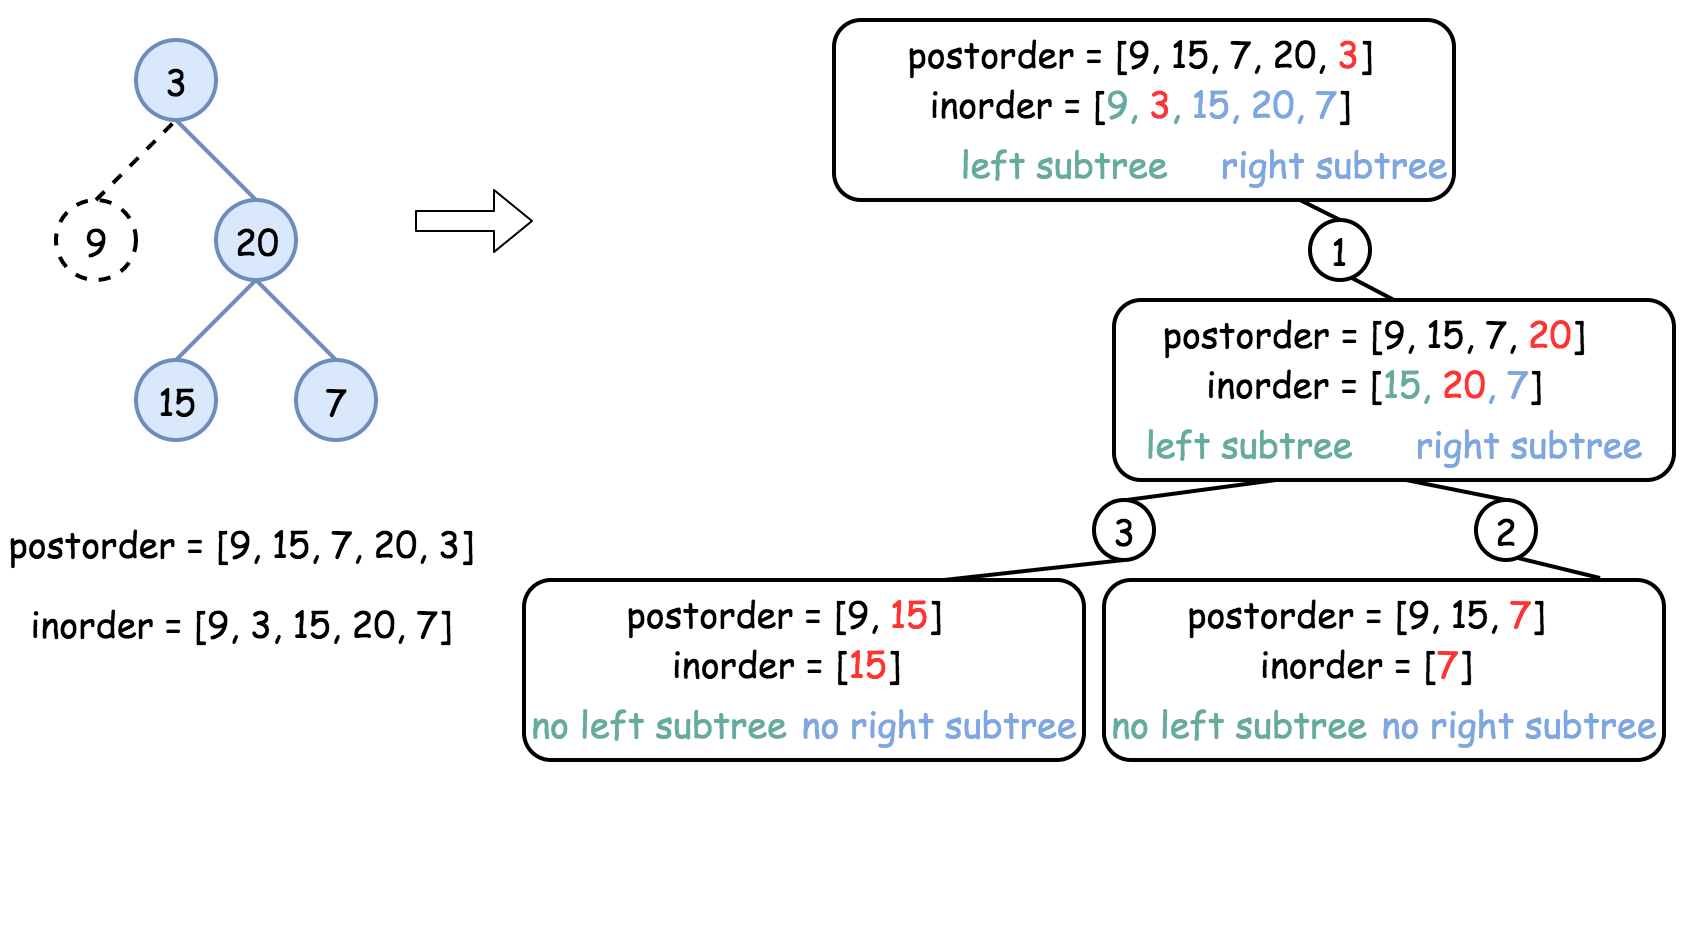 3
9
20
15
7
postorder = [9, 15, 7, 20, 3]
inorder = [9, 3, 15, 20, 7]
postorder = [9, 15, 7, 20, 3]
inorder = [9, 3, 15, 20, 7]
left subtree right subtree
1
postorder = [9, 15, 7, 20]
inorder = [15, 20, 7]
left subtree right subtree
3
2
postorder = [9, 15]
inorder = [15]
no left subtree no right subtree
postorder = [9, 15, 7]
inorder = [7]
no left subtree no right subtree